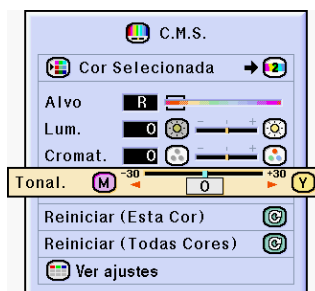 C.M.S.
Cor Selecionada 2
Alvo R
Lum. 0 - +
Cromat. 0 - +
Tonal. M -30 0 +30 Y
Reiniciar (Esta Cor)
Reiniciar (Todas Cores)
Ver ajustes